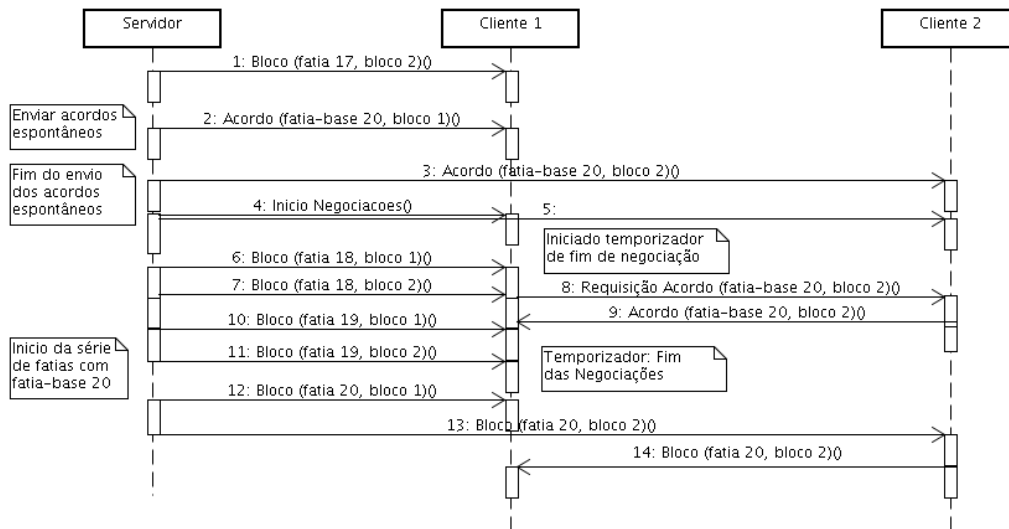 Servidor
Cliente 1
Cliente 2
1: Bloco (fatia 17, bloco 2)()
Enviar acordos
espontâneos
2: Acordo (fatia-base 20, bloco 1)()
Fim do envio
dos acordos
espontâneos
3: Acordo (fatia-base 20, bloco 2)()
4: Inicio Negociacoes()
5:
Iniciado temporizador
de fim de negociação
6: Bloco (fatia 18, bloco 1)()
7: Bloco (fatia 18, bloco 2)()
8: Requisição Acordo (fatia-base 20, bloco 2)()
9: Acordo (fatia-base 20, bloco 2)()
10: Bloco (fatia 19, bloco 1)()
Inicio da série
de fatias com
fatia-base 20
11: Bloco (fatia 19, bloco 2)()
Temporizador: Fim
das Negociações
12: Bloco (fatia 20, bloco 1)()
13: Bloco (fatia 20, bloco 2)()
14: Bloco (fatia 20, bloco 2)()